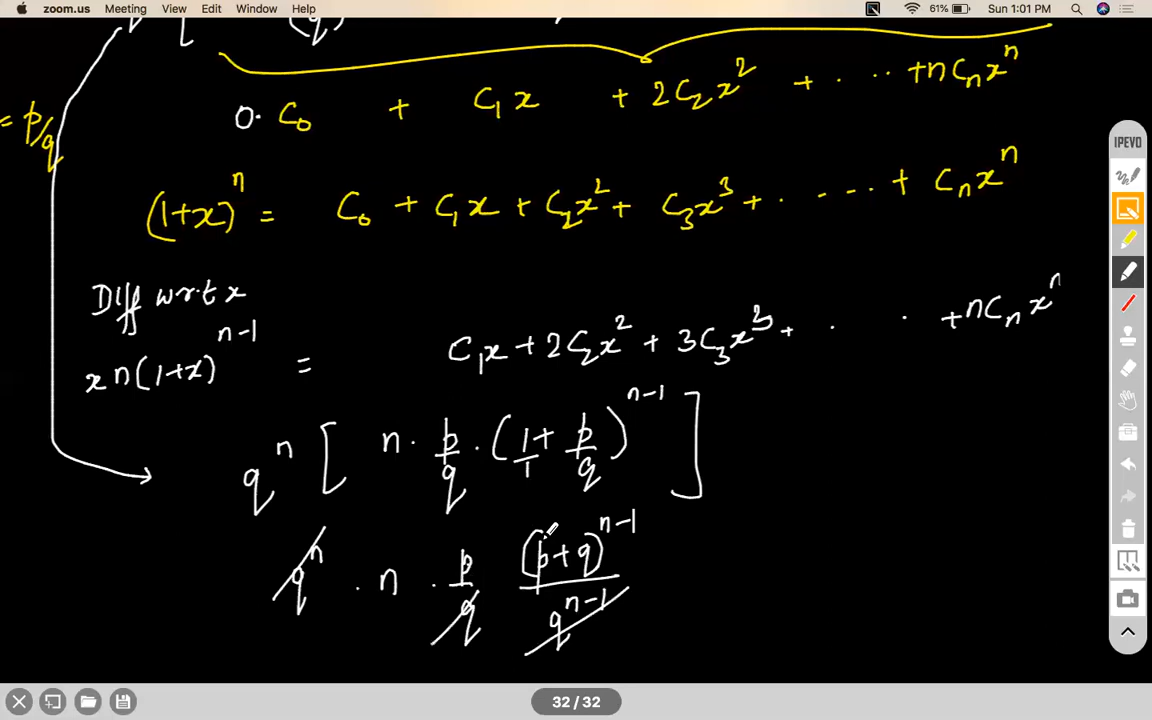 zoom.us Meeting View Edit Window Help 61% Sun 1:01 PM
q q (q)
0· C₀ + C₁x + 2C₂x² + · ·· +nCₙxⁿ
= p/q
(1+x)ⁿ = C₀ + C₁x + C₂x² + C₃x³ + · -·· + Cₙxⁿ
IPEVO
Diff w.r.t x
xn(1+x)ⁿ⁻¹ = C₁x + 2C₂x² + 3C₃x³ + · · +nCₙxⁿ
qⁿ [ n · p/q · (1/1 + p/q)ⁿ⁻¹ ]
qⁿ · n · p/q (p+q)ⁿ⁻¹/qⁿ⁻¹
32 / 32